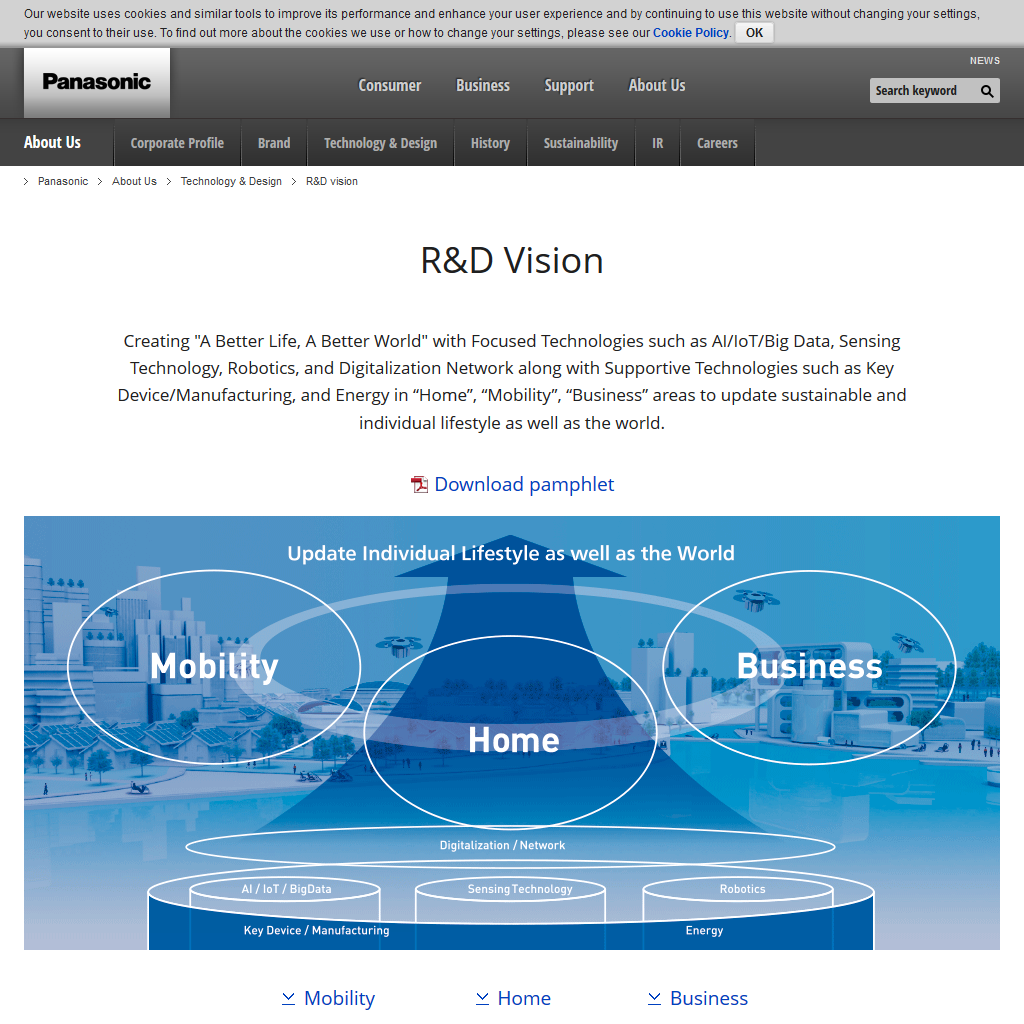 Our website uses cookies and similar tools to improve its performance and enhance your user experience and by continuing to use this website without changing your settings,
you consent to their use. To find out more about the cookies we use or how to change your settings, please see our Cookie Policy. OK
NEWS
Panasonic
Consumer Business Support About Us
Search keyword
About Us Corporate Profile Brand Technology & Design History Sustainability IR Careers
Panasonic About Us Technology & Design R&D vision
R&D Vision
Creating "A Better Life, A Better World" with Focused Technologies such as AI/IoT/Big Data, Sensing
Technology, Robotics, and Digitalization Network along with Supportive Technologies such as Key
Device/Manufacturing, and Energy in “Home”, “Mobility”, “Business” areas to update sustainable and
individual lifestyle as well as the world.
Download pamphlet
Update Individual Lifestyle as well as the World
Mobility Business
Home
Digitalization / Network
AI / IoT / BigData Sensing Technology Robotics
Key Device / Manufacturing Energy
Mobility Home Business